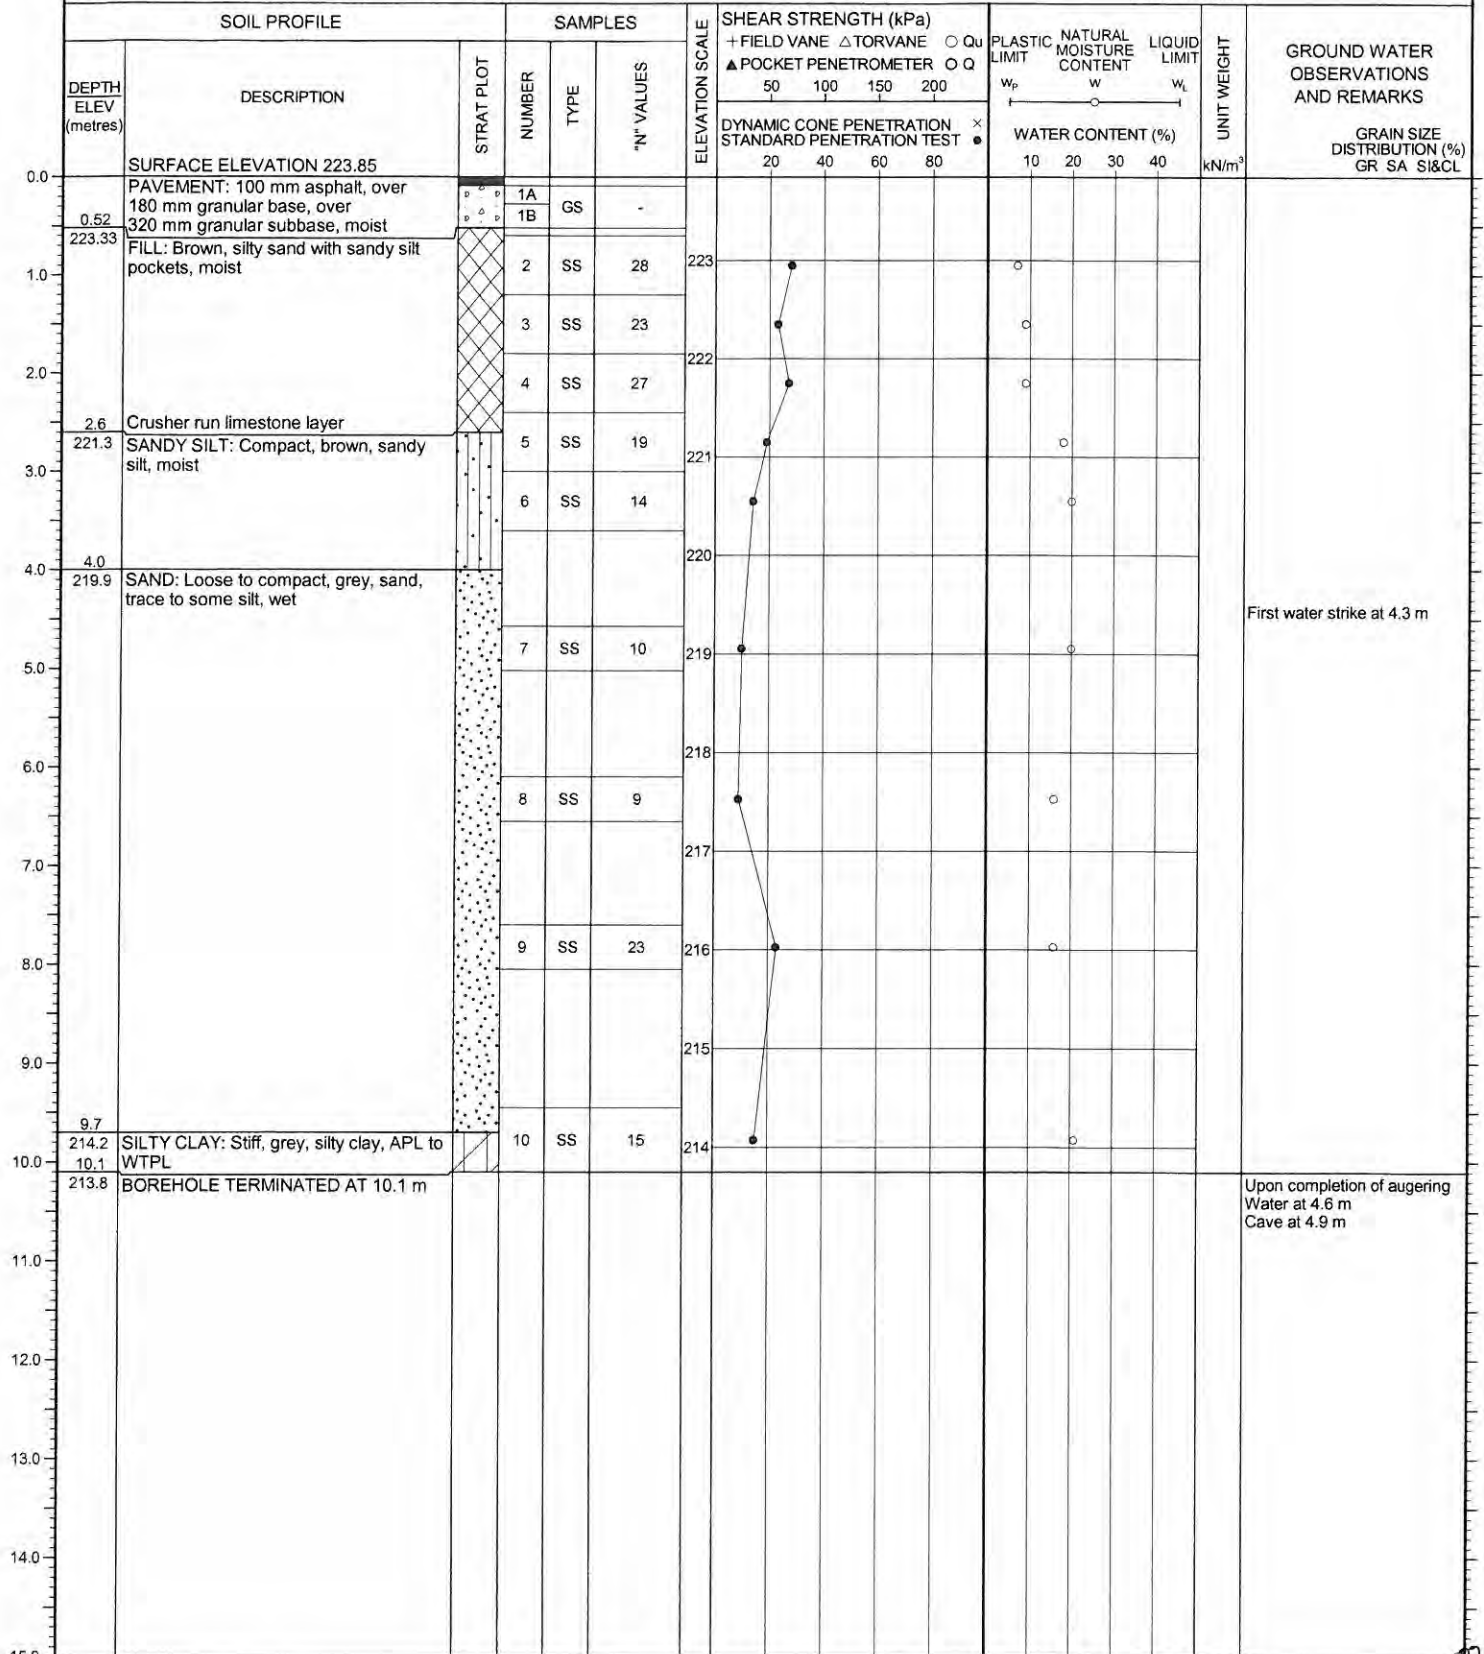 SOIL PROFILE
SAMPLES
DEPTH
ELEV
(metres)
DESCRIPTION
STRAT PLOT
NUMBER
TYPE
"N" VALUES
ELEVATION SCALE
SHEAR STRENGTH (kPa)
+FIELD VANE △TORVANE ○ Qu
▲POCKET PENETROMETER ○ Q
50 100 150 200
DYNAMIC CONE PENETRATION ×
STANDARD PENETRATION TEST ●
20 40 60 80
PLASTIC LIMIT
NATURAL MOISTURE CONTENT
LIQUID LIMIT
WP W WL
WATER CONTENT (%)
10 20 30 40
UNIT WEIGHT
kN/m³
GROUND WATER
OBSERVATIONS
AND REMARKS
GRAIN SIZE
DISTRIBUTION (%)
GR SA SI&CL
SURFACE ELEVATION 223.85
0.0
PAVEMENT: 100 mm asphalt, over
180 mm granular base, over
320 mm granular subbase, moist
1A
1B
GS
-
0.52
223.33
FILL: Brown, silty sand with sandy silt
pockets, moist
1.0
2 SS 28
223
3 SS 23
222
2.0
4 SS 27
2.6
Crusher run limestone layer
221.3
SANDY SILT: Compact, brown, sandy
silt, moist
5 SS 19
221
3.0
6 SS 14
220
4.0
4.0
219.9
SAND: Loose to compact, grey, sand,
trace to some silt, wet
First water strike at 4.3 m
7 SS 10
219
5.0
218
6.0
8 SS 9
217
7.0
9 SS 23
216
8.0
215
9.0
9.7
214.2
SILTY CLAY: Stiff, grey, silty clay, APL to
WTPL
10 SS 15
214
10.0
10.1
213.8
BOREHOLE TERMINATED AT 10.1 m
Upon completion of augering
Water at 4.6 m
Cave at 4.9 m
11.0
12.0
13.0
14.0